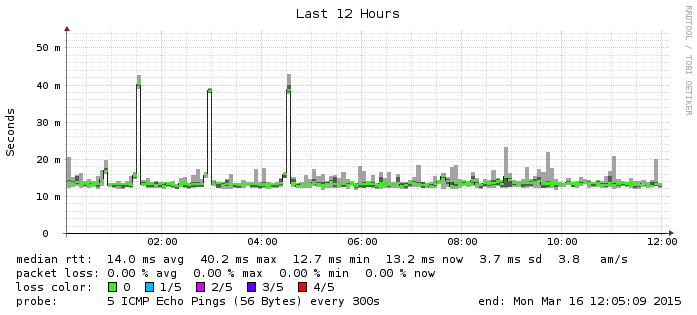 Last 12 Hours
RRDTOOL / TOBI OETIKER
Seconds
50 m
40 m
30 m
20 m
10 m
0
02:00 04:00 06:00 08:00 10:00 12:00
median rtt: 14.0 ms avg 40.2 ms max 12.7 ms min 13.2 ms now 3.7 ms sd 3.8 am/s
packet loss: 0.00 % avg 0.00 % max 0.00 % min 0.00 % now
loss color: 0 1/5 2/5 3/5 4/5
probe: 5 ICMP Echo Pings (56 Bytes) every 300s end: Mon Mar 16 12:05:09 2015